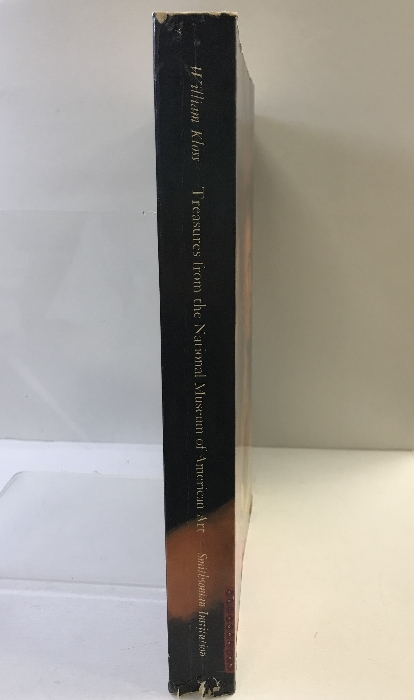 William Kloss Treasures from the National Museum of American Art Smithsonian Institution